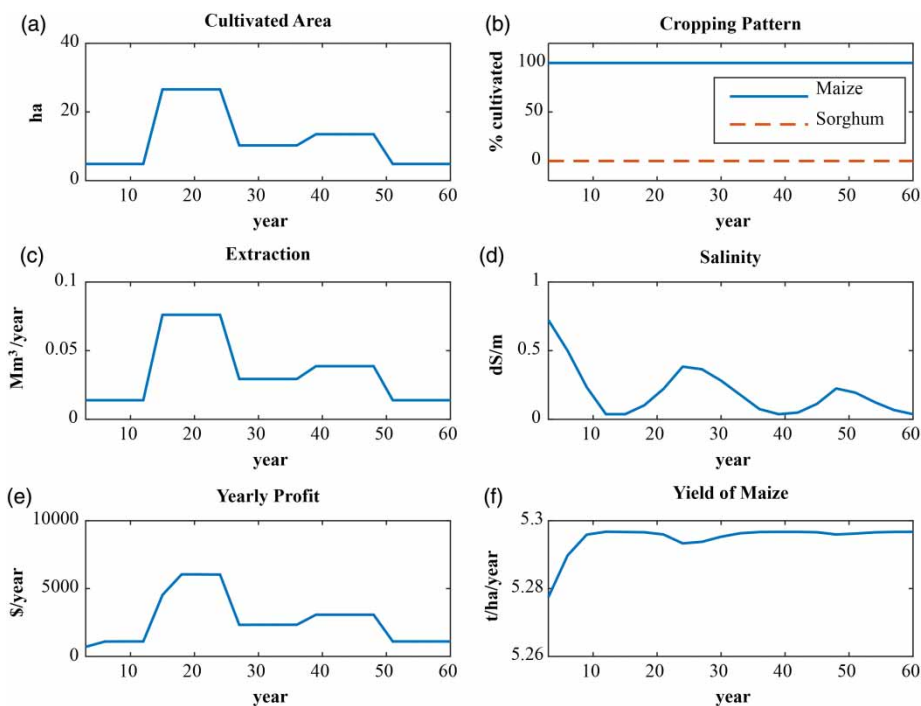 (a)
Cultivated Area
40
20
0
ha
10 20 30 40 50 60
year
(b)
Cropping Pattern
100
50
0
% cultivated
Maize
Sorghum
10 20 30 40 50 60
year
(c)
Extraction
0.1
0.05
0
Mm³/year
10 20 30 40 50 60
year
(d)
Salinity
1
0.5
0
dS/m
10 20 30 40 50 60
year
(e)
Yearly Profit
10000
5000
0
$/year
10 20 30 40 50 60
year
(f)
Yield of Maize
5.3
5.28
5.26
t/ha/year
10 20 30 40 50 60
year